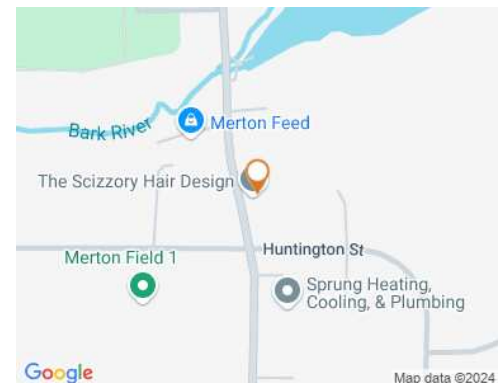 Bark River
Merton Feed
The Scizzory Hair Design
Huntington St
Merton Field 1
Sprung Heating,
Cooling, & Plumbing
Google
Map data ©2024